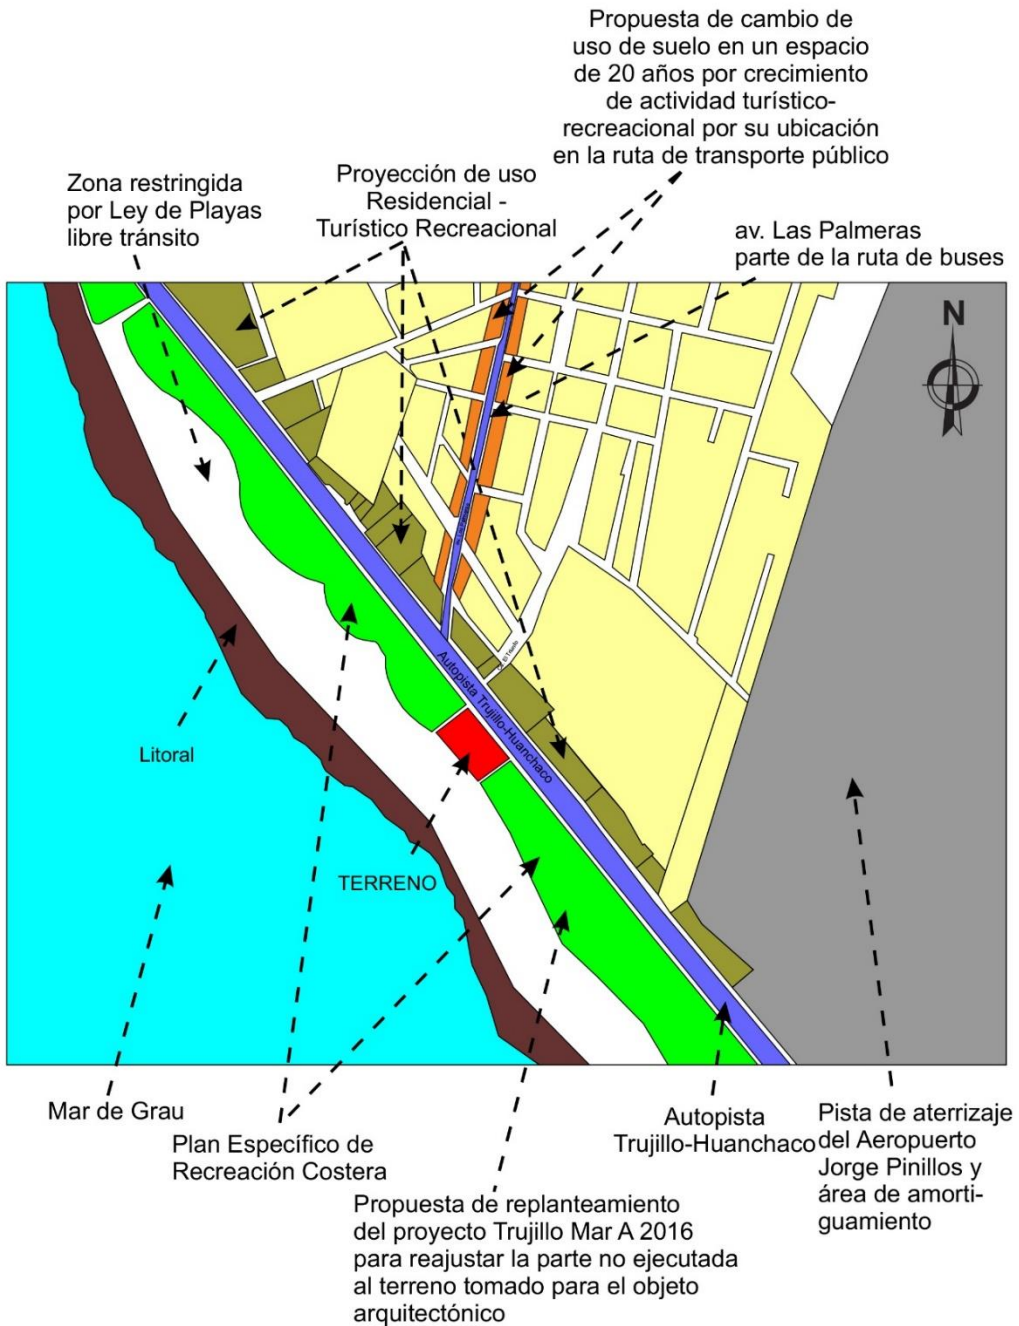 Propuesta de cambio de
uso de suelo en un espacio
de 20 años por crecimiento
de actividad turístico-
recreacional por su ubicación
en la ruta de transporte público
Zona restringida
por Ley de Playas
libre tránsito
Proyección de uso
Residencial -
Turístico Recreacional
av. Las Palmeras
parte de la ruta de buses
N
Autopista Trujillo-Huanchaco
Litoral
TERRENO
Mar de Grau
Plan Específico de
Recreación Costera
Propuesta de replanteamiento
del proyecto Trujillo Mar A 2016
para reajustar la parte no ejecutada
al terreno tomado para el objeto
arquitectónico
Autopista
Trujillo-Huanchaco
Pista de aterrizaje
del Aeropuerto
Jorge Pinillos y
área de amorti-
guamiento